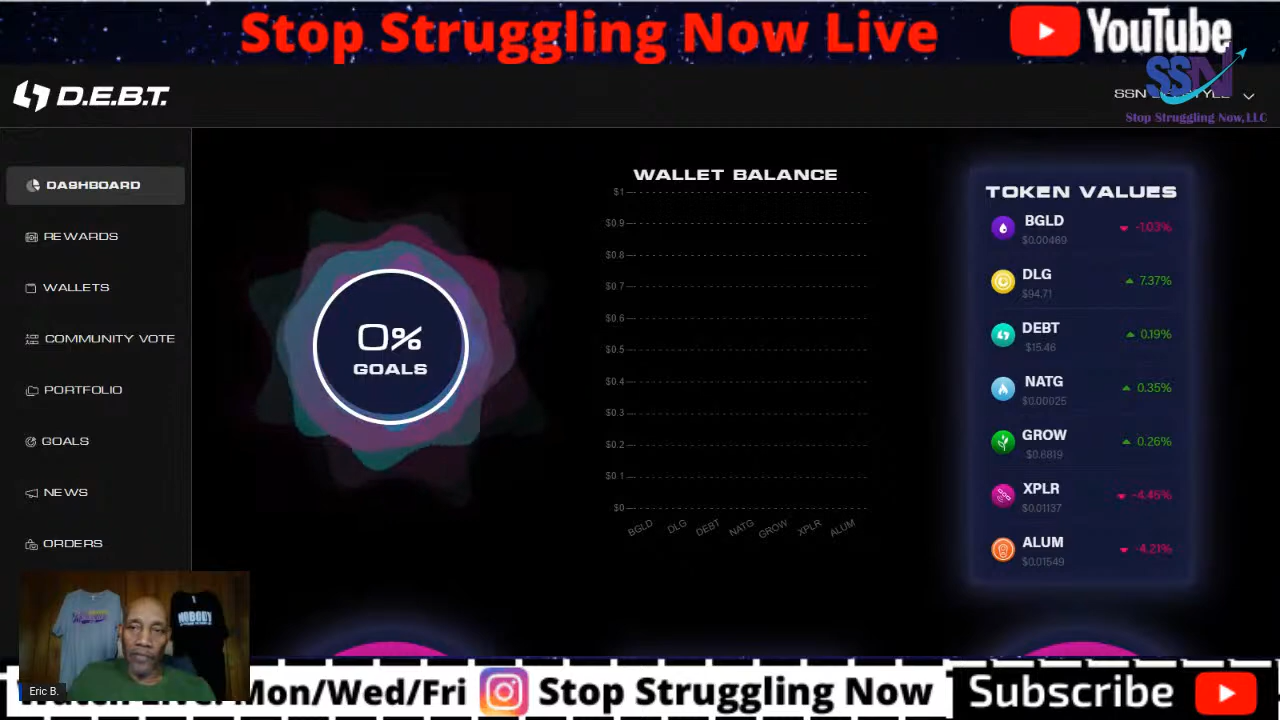 Stop Struggling Now Live
YouTube
SSN
Stop Struggling Now, LLC
D.E.B.T.
DASHBOARD
REWARDS
WALLETS
COMMUNITY VOTE
PORTFOLIO
GOALS
NEWS
ORDERS
0%
GOALS
WALLET BALANCE
$1
$0.9
$0.8
$0.7
$0.6
$0.5
$0.4
$0.3
$0.2
$0.1
$0
BGLD DLG DEBT NATG GROW XPLR ALUM
TOKEN VALUES
BGLD
$0.00469
-1.03%
DLG
$94.71
7.37%
DEBT
$15.46
0.19%
NATG
$0.00025
0.35%
GROW
$0.6819
0.26%
XPLR
$0.01137
-4.45%
ALUM
$0.01549
-4.21%
NOBODY
Eric B.
Mon/Wed/Fri
Stop Struggling Now
Subscribe